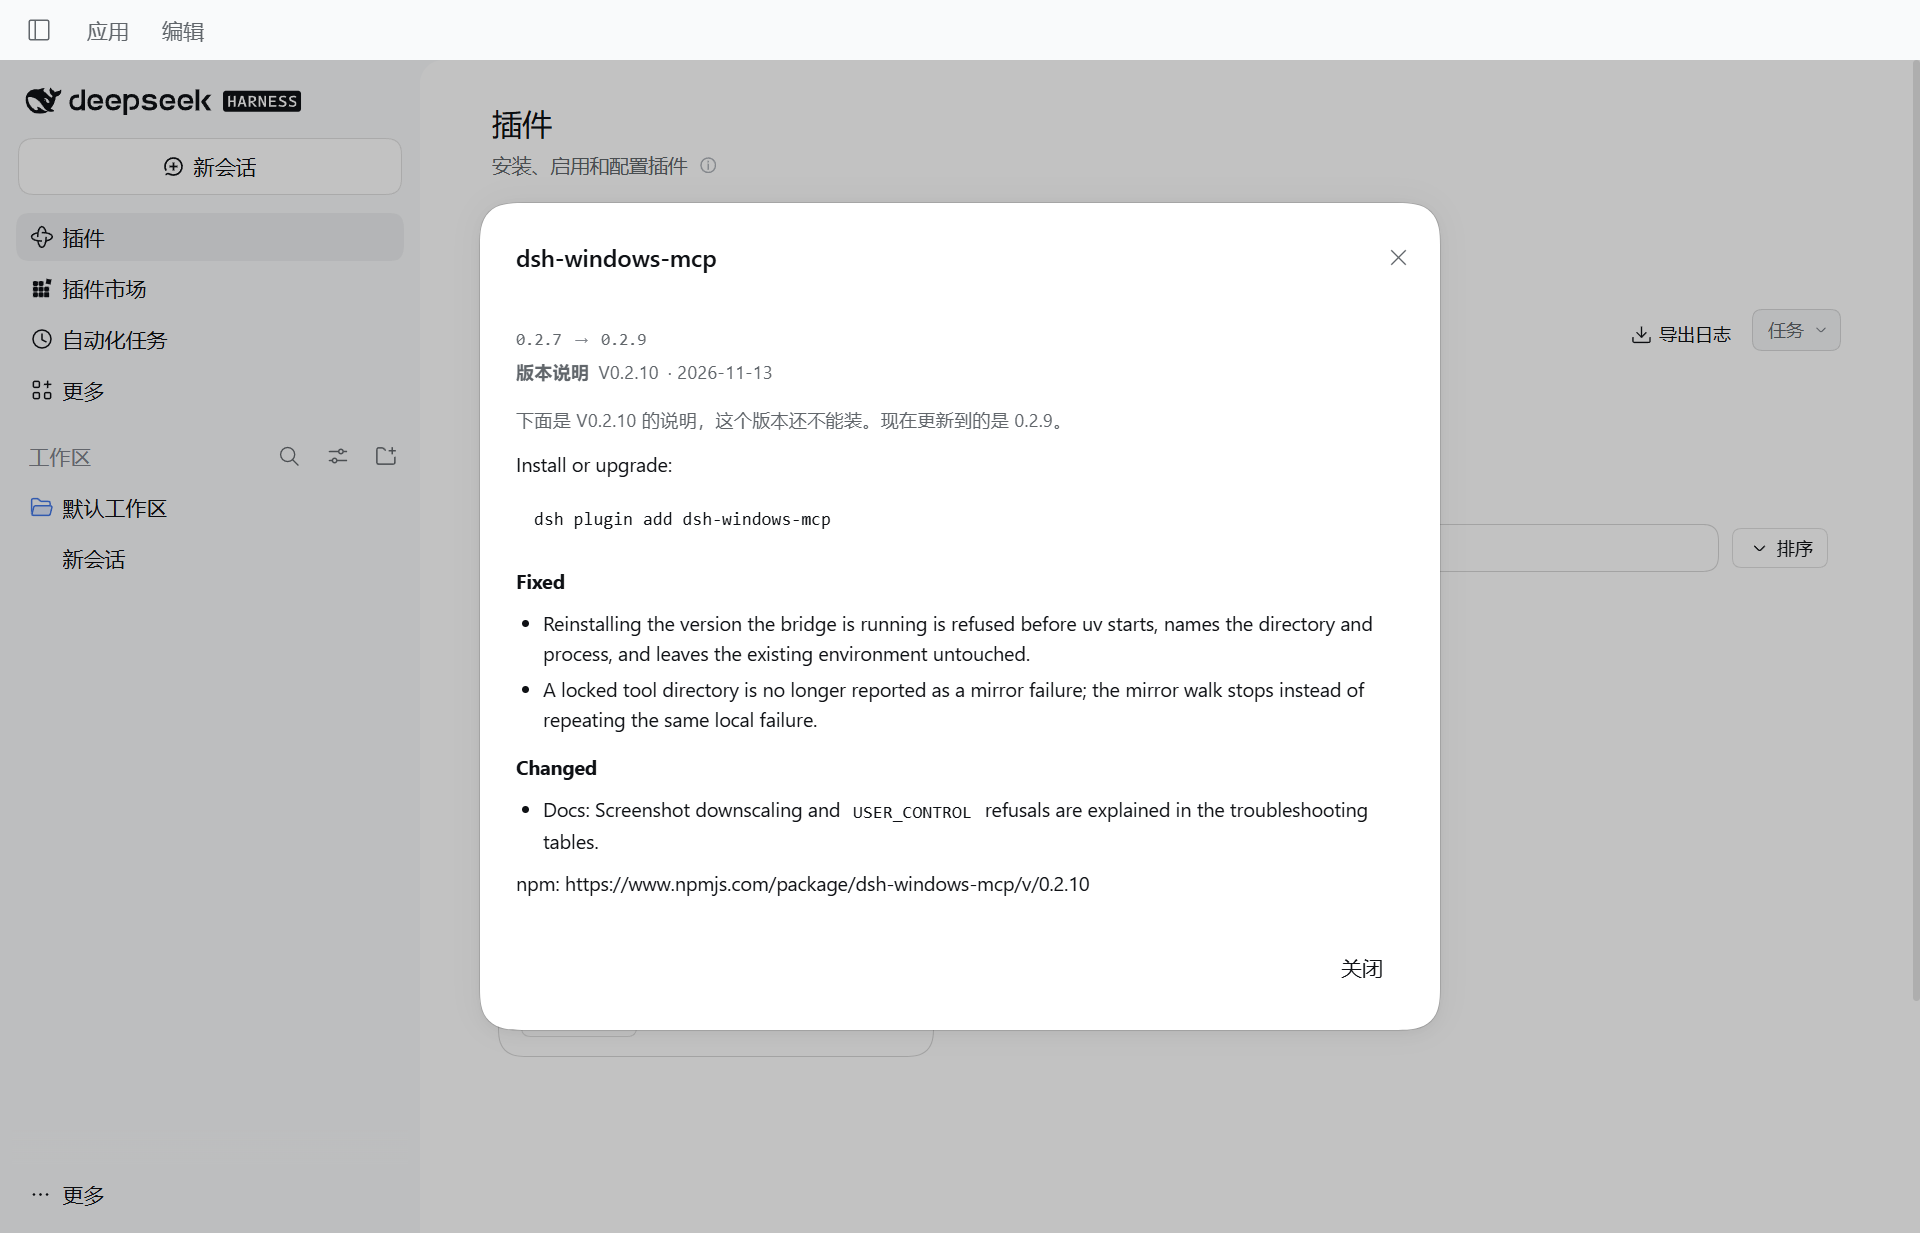 应用 编辑
deepseek HARNESS
新会话
插件
插件市场
自动化任务
更多
工作区
默认工作区
新会话
更多
插件
安装、启用和配置插件
导出日志
任务
排序
dsh-windows-mcp
0.2.7 → 0.2.9
版本说明 V0.2.10 · 2026-11-13
下面是 V0.2.10 的说明，这个版本还不能装。现在更新到的是 0.2.9。
Install or upgrade:
dsh plugin add dsh-windows-mcp
Fixed
• Reinstalling the version the bridge is running is refused before uv starts, names the directory and
process, and leaves the existing environment untouched.
• A locked tool directory is no longer reported as a mirror failure; the mirror walk stops instead of
repeating the same local failure.
Changed
• Docs: Screenshot downscaling and USER_CONTROL refusals are explained in the troubleshooting
tables.
npm: https://www.npmjs.com/package/dsh-windows-mcp/v/0.2.10
关闭